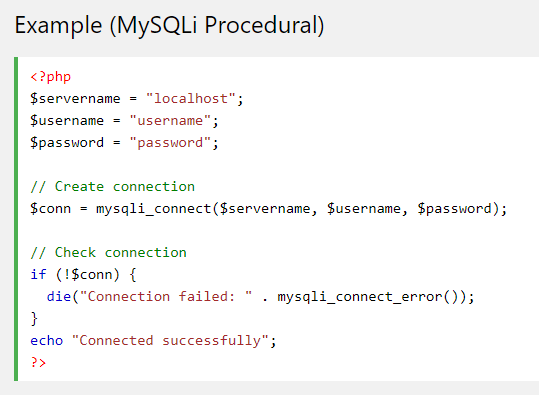 Example (MySQLi Procedural)
<?php
$servername = "localhost";
$username = "username";
$password = "password";
// Create connection
$conn = mysqli_connect($servername, $username, $password);
// Check connection
if (!$conn) {
  die("Connection failed: " . mysqli_connect_error());
}
echo "Connected successfully";
?>